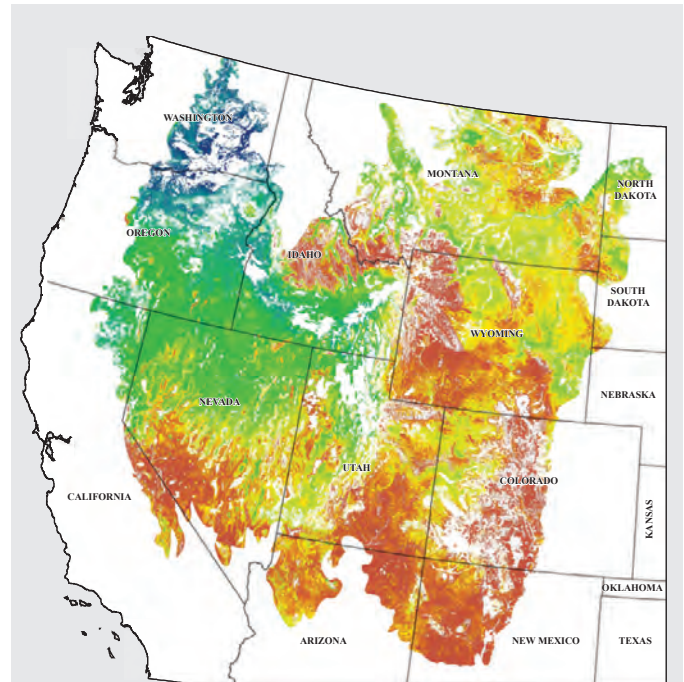 WASHINGTON
MONTANA
NORTH
DAKOTA
OREGON
IDAHO
SOUTH
DAKOTA
WYOMING
NEBRASKA
NEVADA
UTAH
COLORADO
CALIFORNIA
KANSAS
OKLAHOMA
ARIZONA
NEW MEXICO
TEXAS